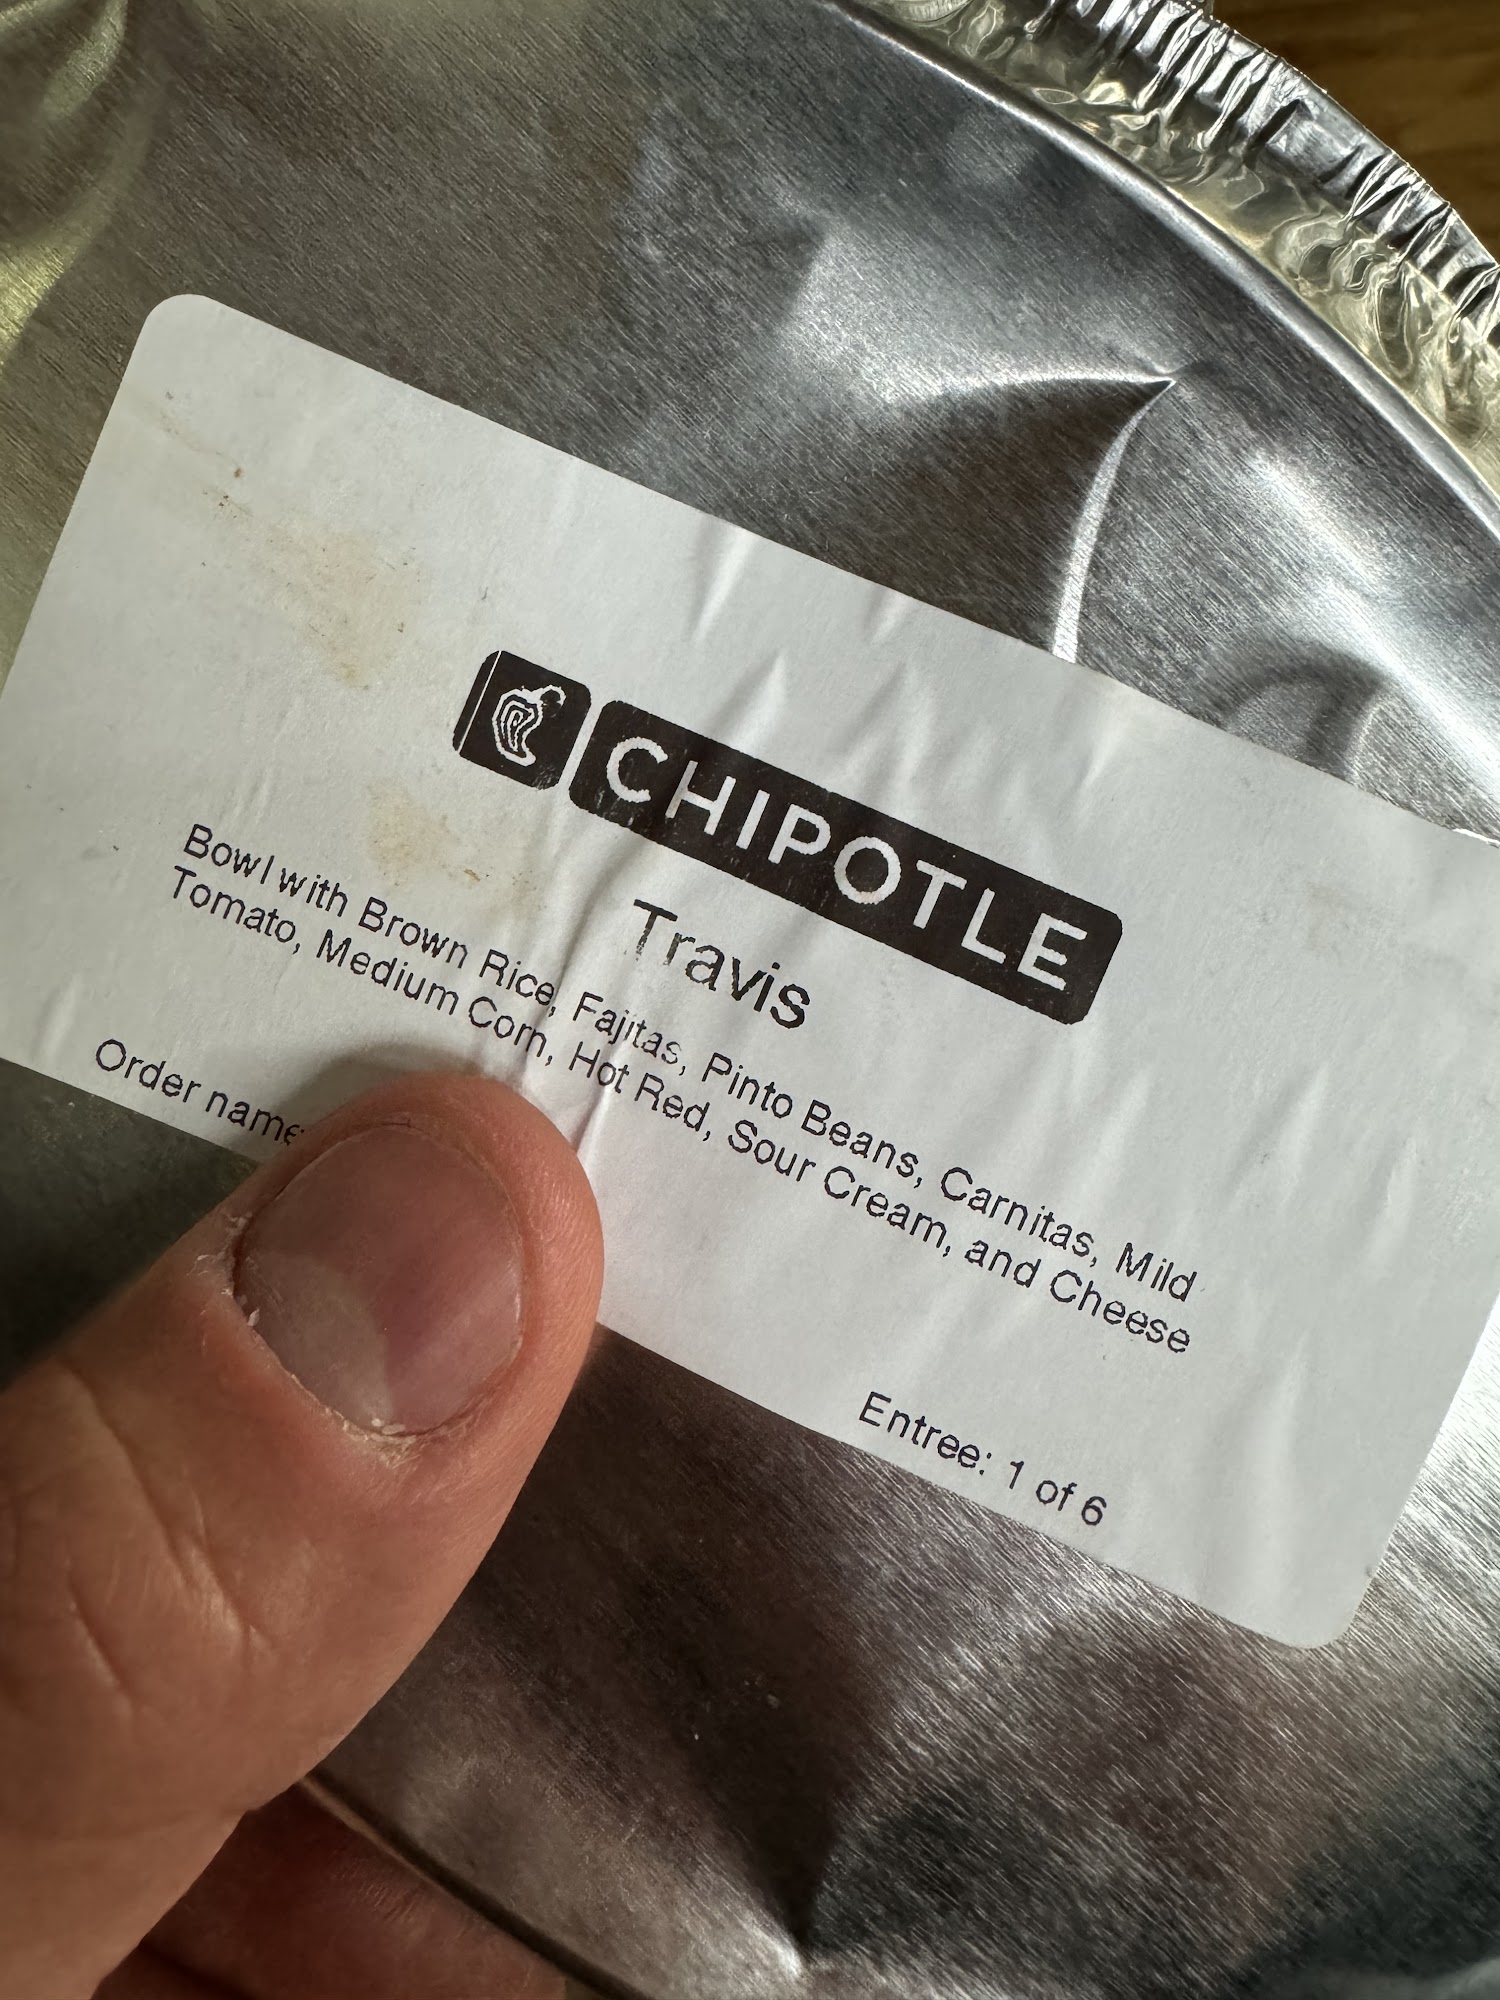 CHIPOTLE
Travis
Bowl with Brown Rice, Fajitas, Pinto Beans, Carnitas, Mild
Tomato, Medium Corn, Hot Red, Sour Cream, and Cheese
Order name:
Entree: 1 of 6